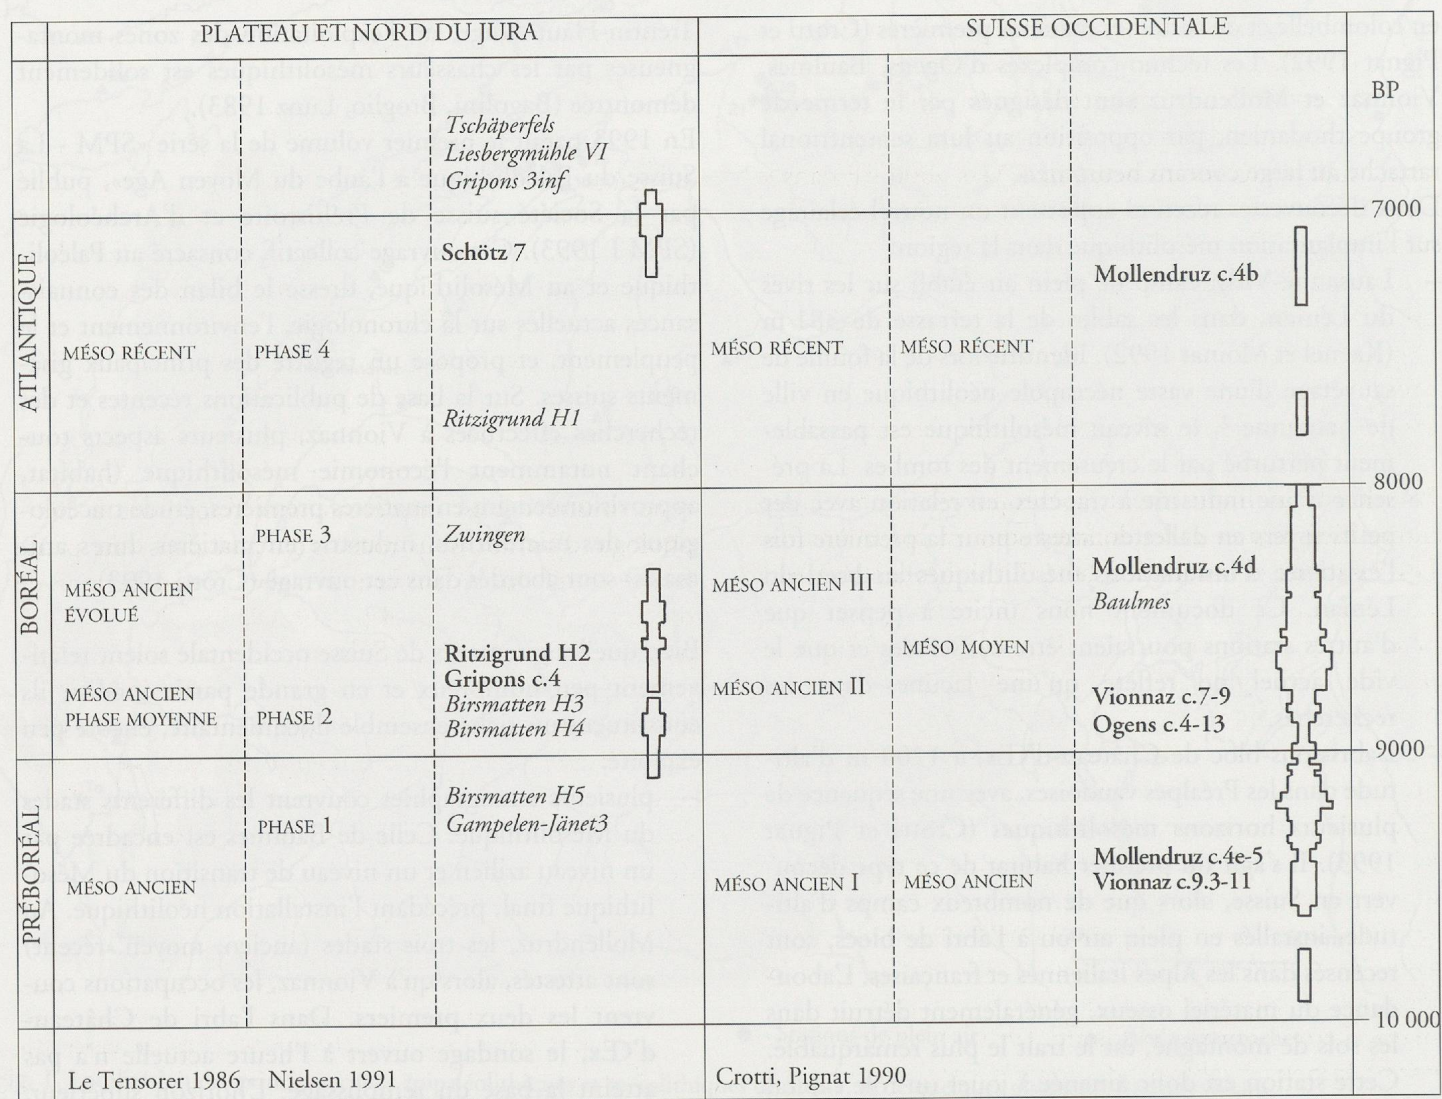 PLATEAU ET NORD DU JURA
SUISSE OCCIDENTALE
BP
ATLANTIQUE
MÉSO RÉCENT
PHASE 4
Tschäperfels
Liesbergmühle VI
Gripons 3inf
Schötz 7
Ritzigrund H1
MÉSO RÉCENT
MÉSO RÉCENT
Mollendruz c.4b
7000
8000
BORÉAL
MÉSO ANCIEN
ÉVOLUÉ
MÉSO ANCIEN
PHASE MOYENNE
PHASE 3
PHASE 2
Zwingen
Ritzigrund H2
Gripons c.4
Birsmatten H3
Birsmatten H4
MÉSO ANCIEN III
MÉSO ANCIEN II
MÉSO MOYEN
Mollendruz c.4d
Baulmes
Vionnaz c.7-9
Ogens c.4-13
9000
PRÉBORÉAL
MÉSO ANCIEN
PHASE 1
Birsmatten H5
Gampelen-Jänet3
MÉSO ANCIEN I
MÉSO ANCIEN
Mollendruz c.4e-5
Vionnaz c.9.3-11
10 000
Le Tensorer 1986
Nielsen 1991
Crotti, Pignat 1990